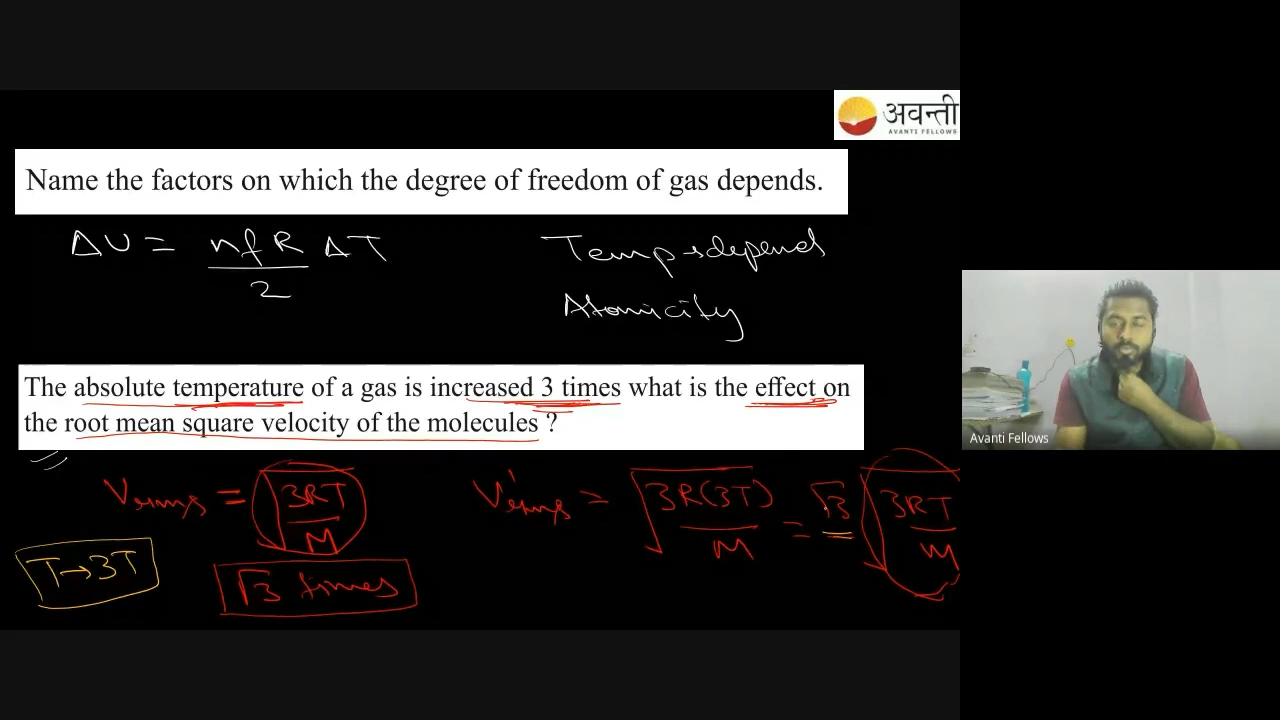 अवन्ती
AVANTI FELLOWS
Name the factors on which the degree of freedom of gas depends.
ΔU = nfR/2 ΔT
Temp → depend
Atomicity
The absolute temperature of a gas is increased 3 times what is the effect on
the root mean square velocity of the molecules ?
Vrms = √(3RT/M)
V'rms = √(3R(3T)/M) = √3 √(3RT/M)
T→3T
√3 times
Avanti Fellows